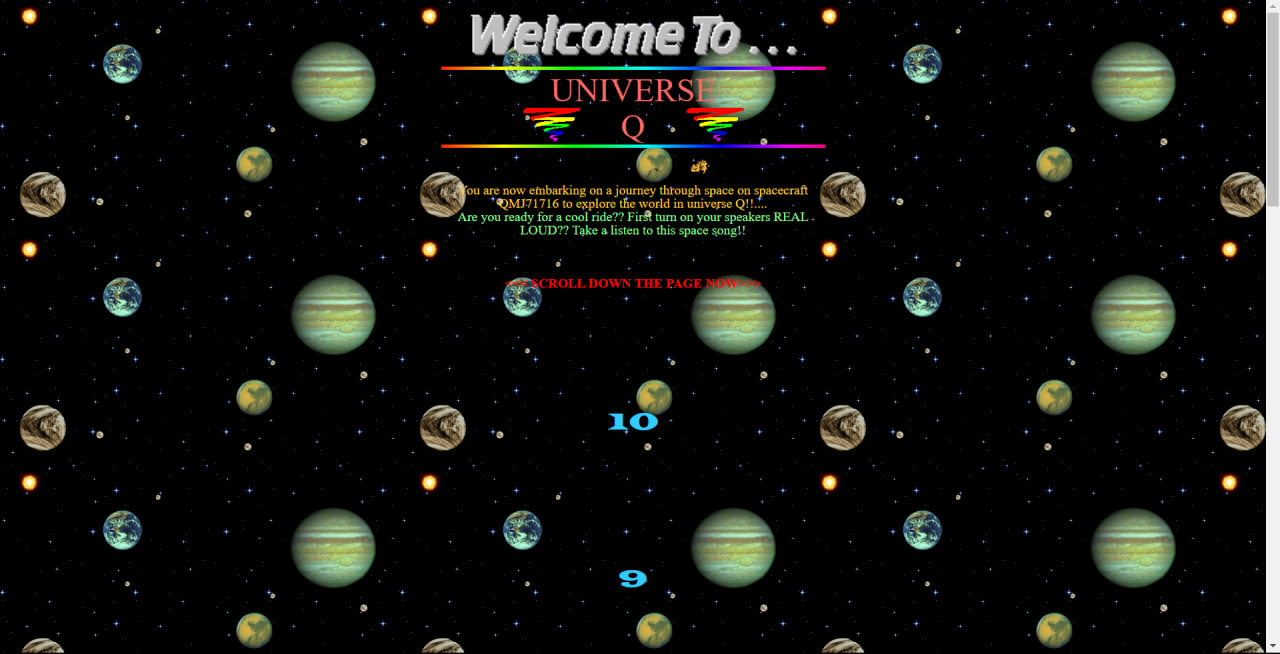 Welcome To . . .
UNIVERSE
Q
You are now embarking on a journey through space on spacecraft
QMJ71716 to explore the world in universe Q!!....
Are you ready for a cool ride?? First turn on your speakers REAL
LOUD?? Take a listen to this space song!!
<<< SCROLL DOWN THE PAGE NOW>>>
10
9